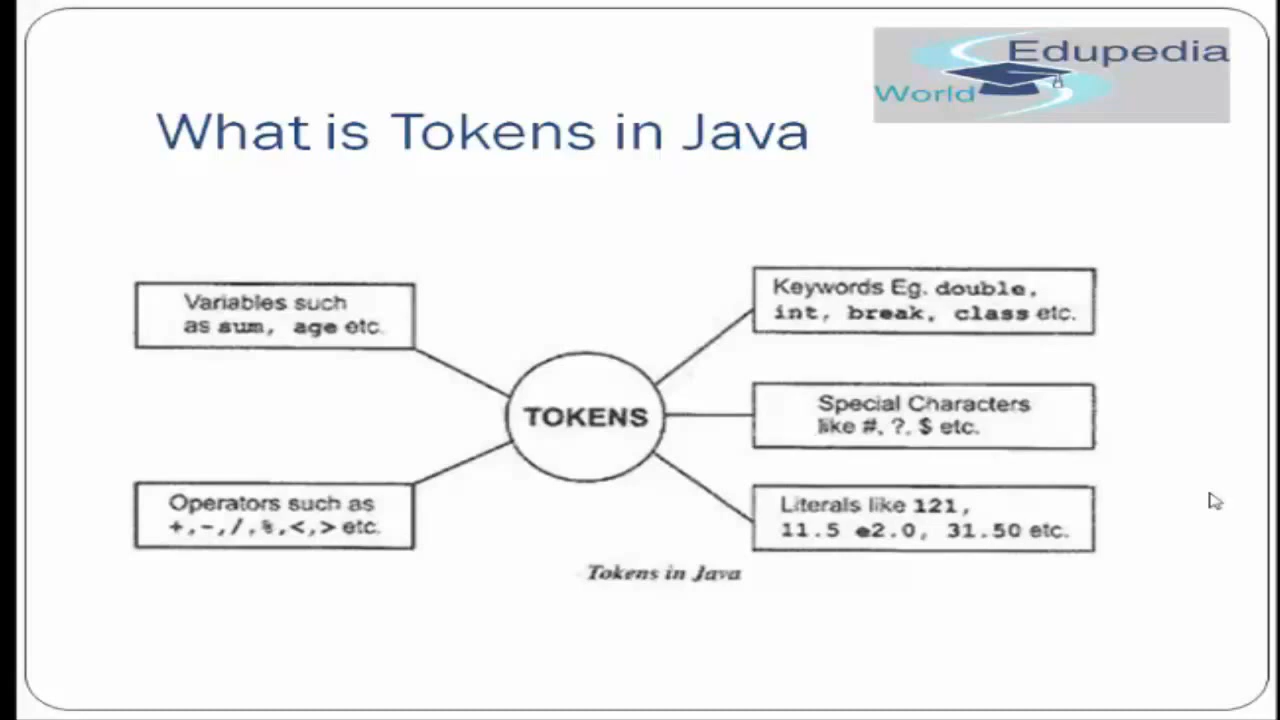 Edupedia
World
What is Tokens in Java
Variables such
as sum, age etc.
Keywords Eg. double,
int, break, class etc.
TOKENS
Special Characters
like #, ?, $ etc.
Operators such as
+,-,/,%,<,> etc.
Literals like 121,
11.5 e2.0, 31.50 etc.
Tokens in Java